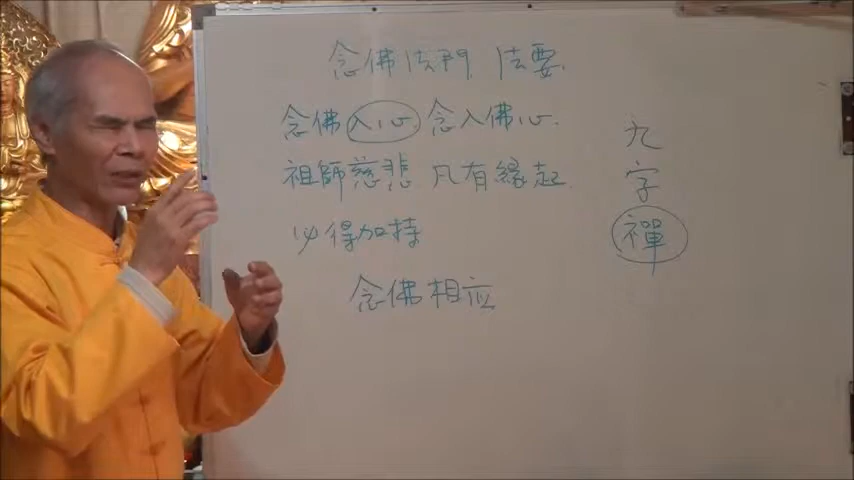 念佛法門 法要
念佛入心 念入佛心
祖師慈悲 凡有緣起
必得加持
念佛相应
九
字
禪